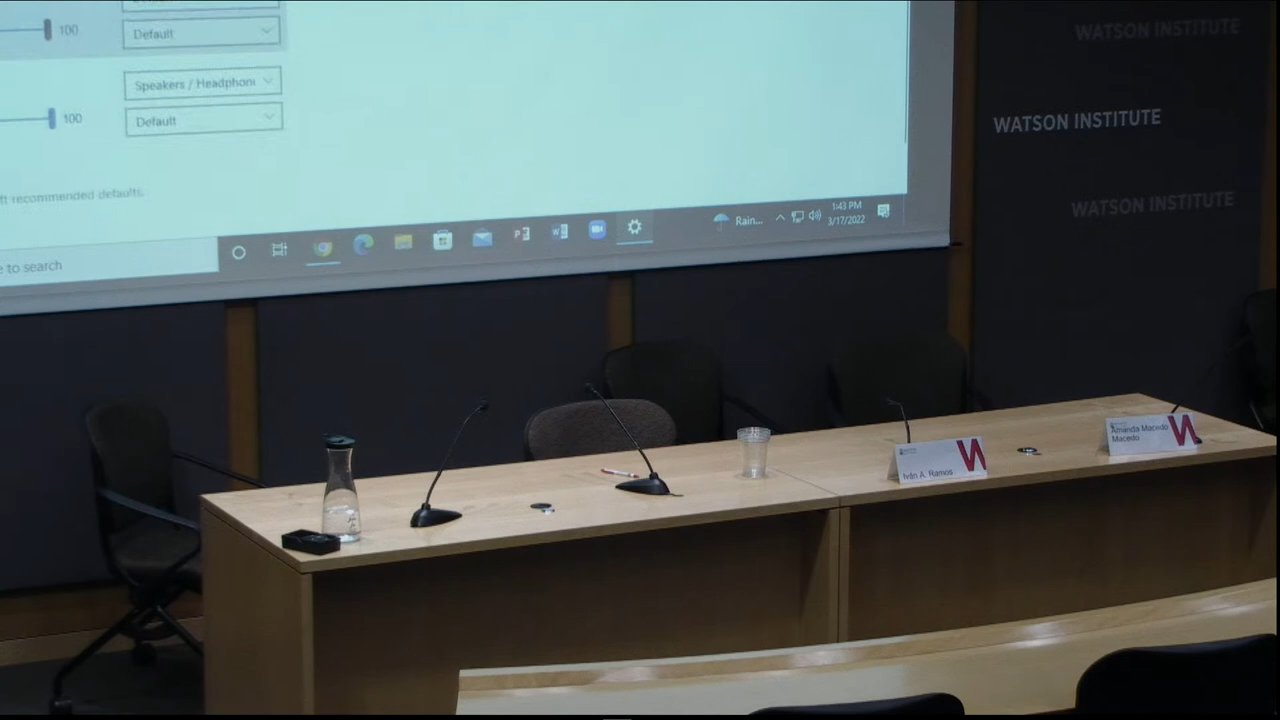 100
Default
Speakers / Headphon
100
Default
recommended defaults.
e to search
Rain...
1:43 PM
3/17/2022
WATSON INSTITUTE
WATSON INSTITUTE
WATSON INSTITUTE
Iván A. Ramos
W
Amanda Macedo
Macedo
W